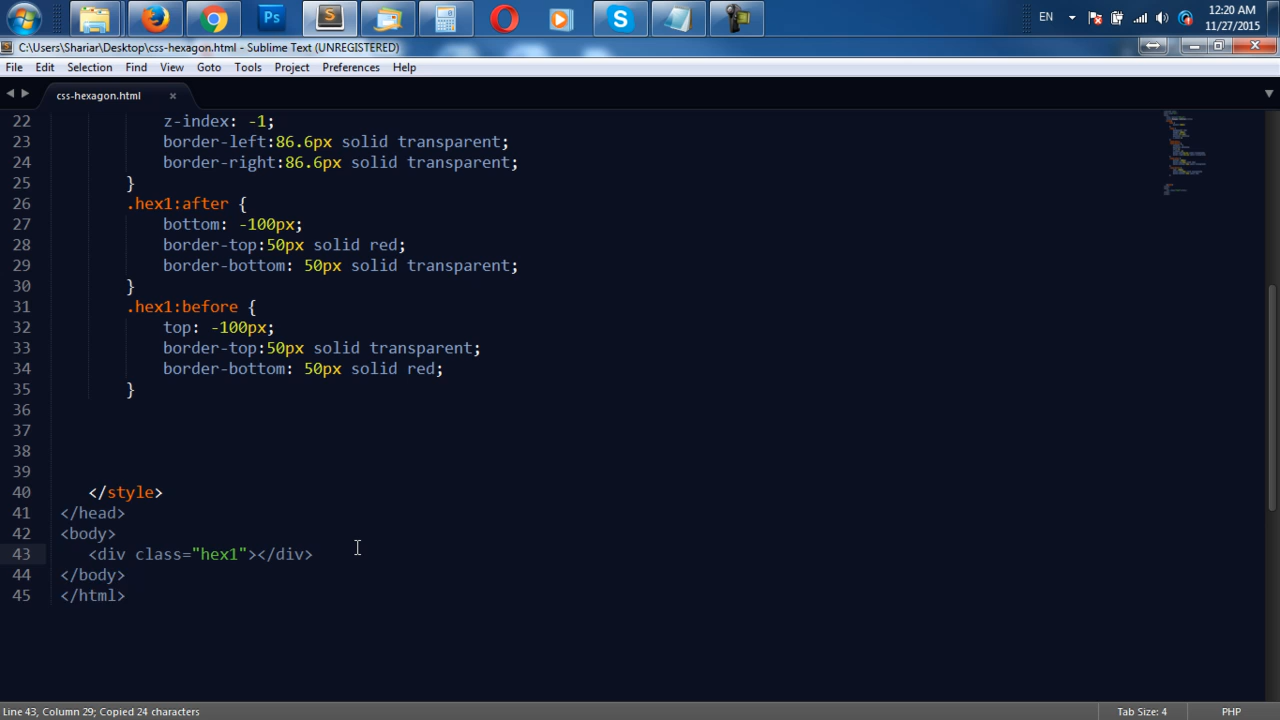 Ps
S
EN
12:20 AM
11/27/2015
C:\Users\Shariar\Desktop\css-hexagon.html - Sublime Text (UNREGISTERED)
File Edit Selection Find View Goto Tools Project Preferences Help
css-hexagon.html ×
22 z-index: -1;
23 border-left:86.6px solid transparent;
24 border-right:86.6px solid transparent;
25 }
26 .hex1:after {
27 bottom: -100px;
28 border-top:50px solid red;
29 border-bottom: 50px solid transparent;
30 }
31 .hex1:before {
32 top: -100px;
33 border-top:50px solid transparent;
34 border-bottom: 50px solid red;
35 }
36
37
38
39
40 </style>
41 </head>
42 <body>
43 <div class="hex1"></div>
44 </body>
45 </html>
Line 43, Column 29; Copied 24 characters Tab Size: 4 PHP